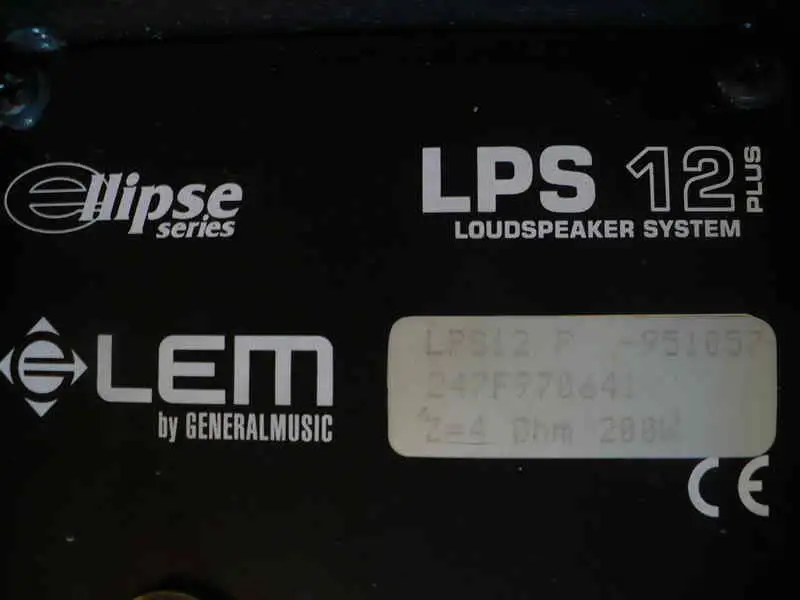 ellipse
series
LPS 12 PLUS
LOUDSPEAKER SYSTEM
LEM
by GENERALMUSIC
LPS12 P -951057
247F970641
Z=4 Ohm 200W
CE